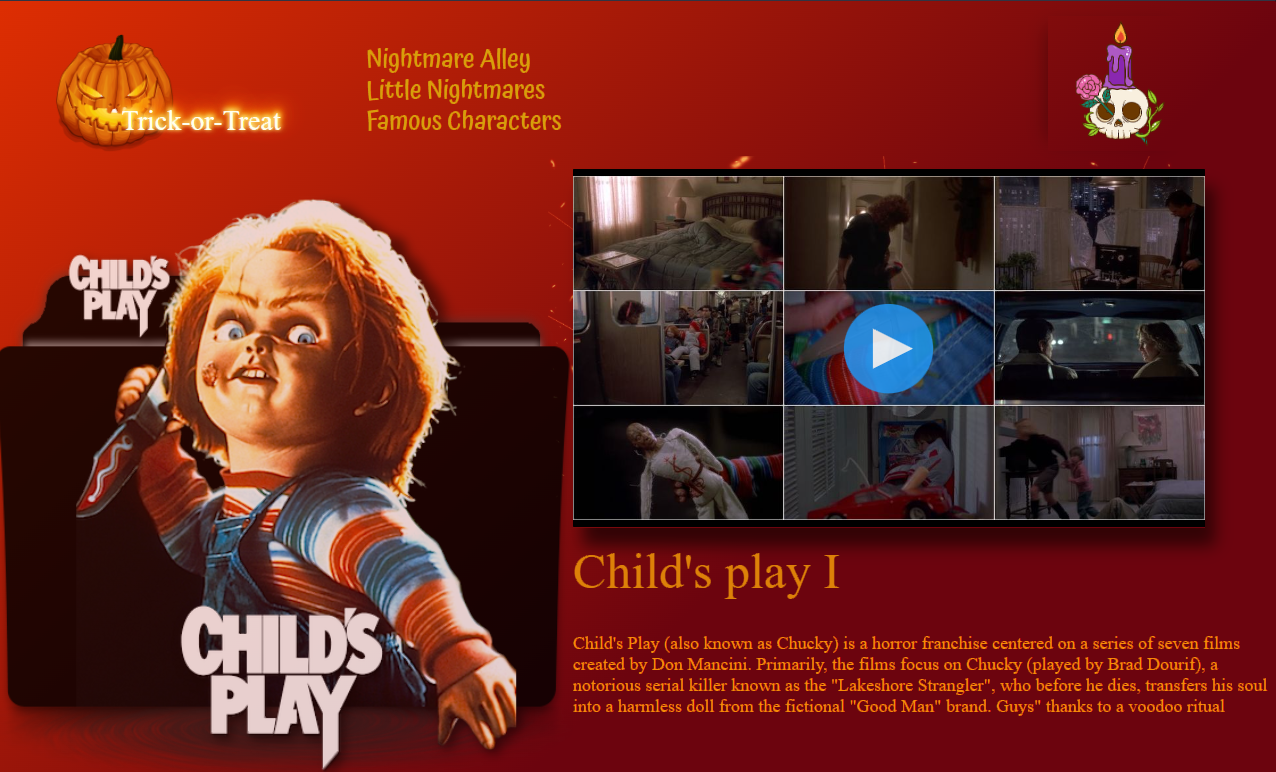 Trick-or-Treat
Nightmare Alley
Little Nightmares
Famous Characters
CHILD'S
PLAY
CHILD'S
PLAY
Child's play I
Child's Play (also known as Chucky) is a horror franchise centered on a series of seven films
created by Don Mancini. Primarily, the films focus on Chucky (played by Brad Dourif), a
notorious serial killer known as the "Lakeshore Strangler", who before he dies, transfers his soul
into a harmless doll from the fictional "Good Man" brand. Guys" thanks to a voodoo ritual